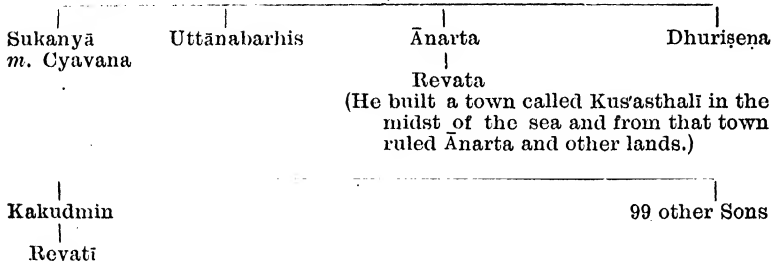 Sukanyā Uttānabarhis Ānarta Dhuriṣeṇa
m. Cyavana
Revata
(He built a town called Kus'asthalī in the
midst of the sea and from that town
ruled Ānarta and other lands.)
Kakudmin 99 other Sons
Revatī